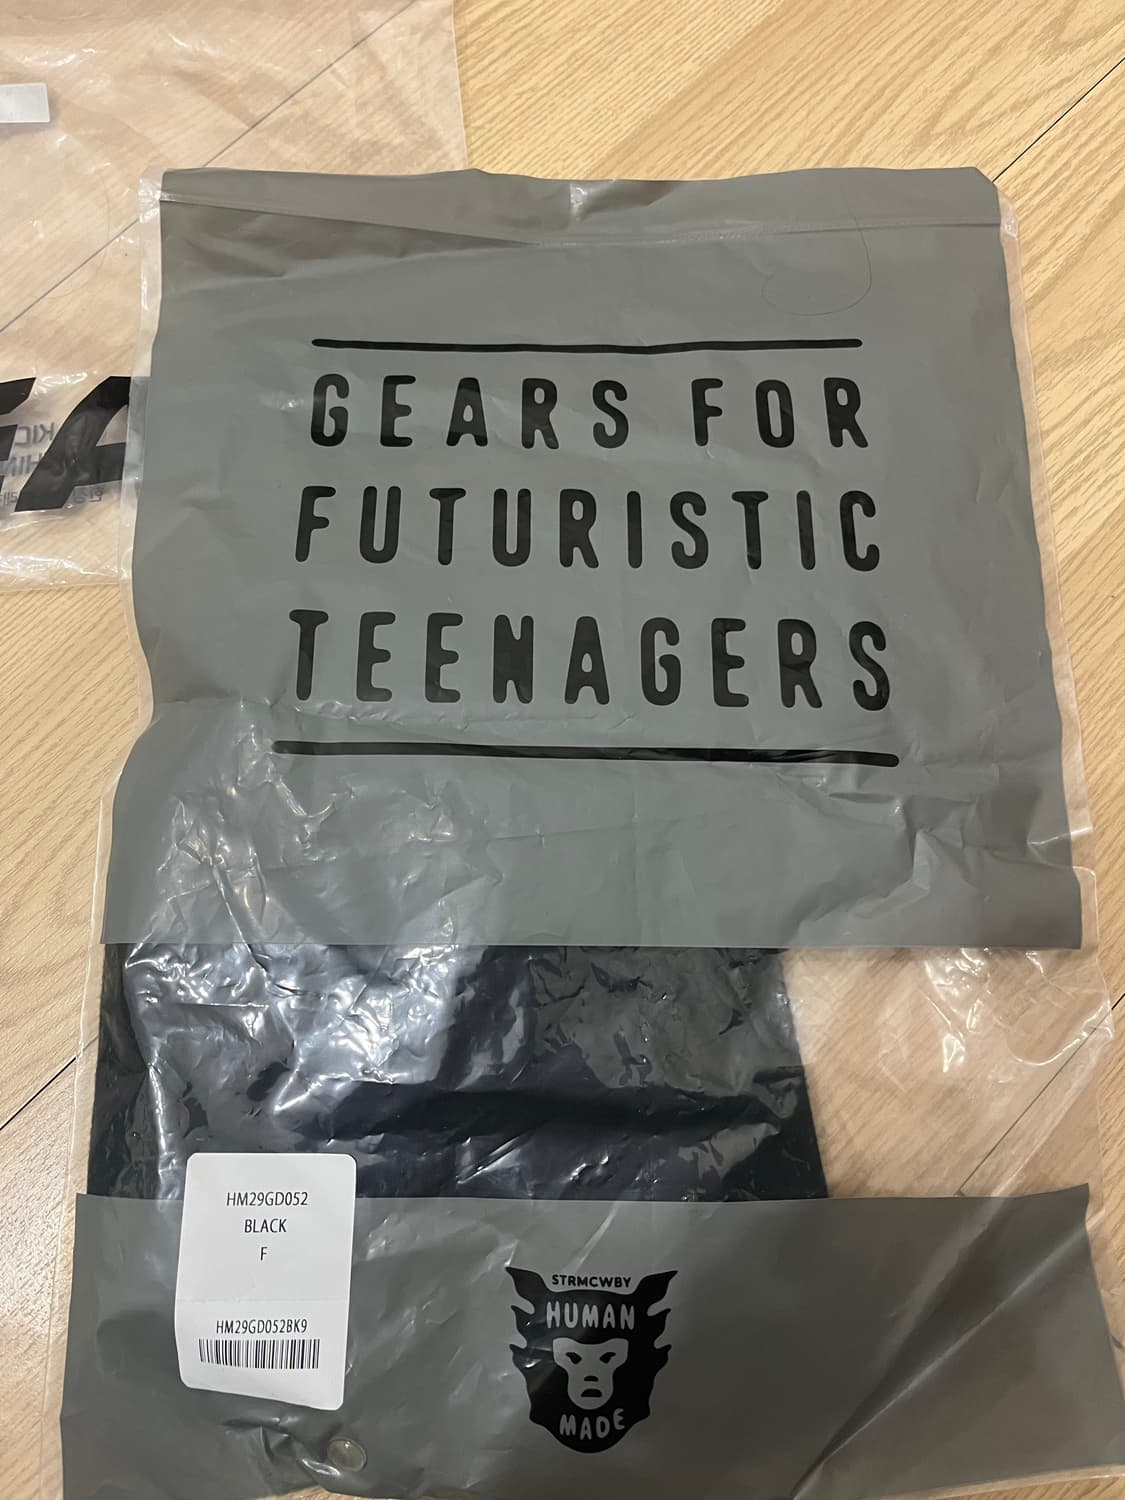 GEARS FOR
FUTURISTIC
TEENAGERS
HM29GD052
BLACK
F
HM29GD052BK9
STRMCWBY
HUMAN
MADE